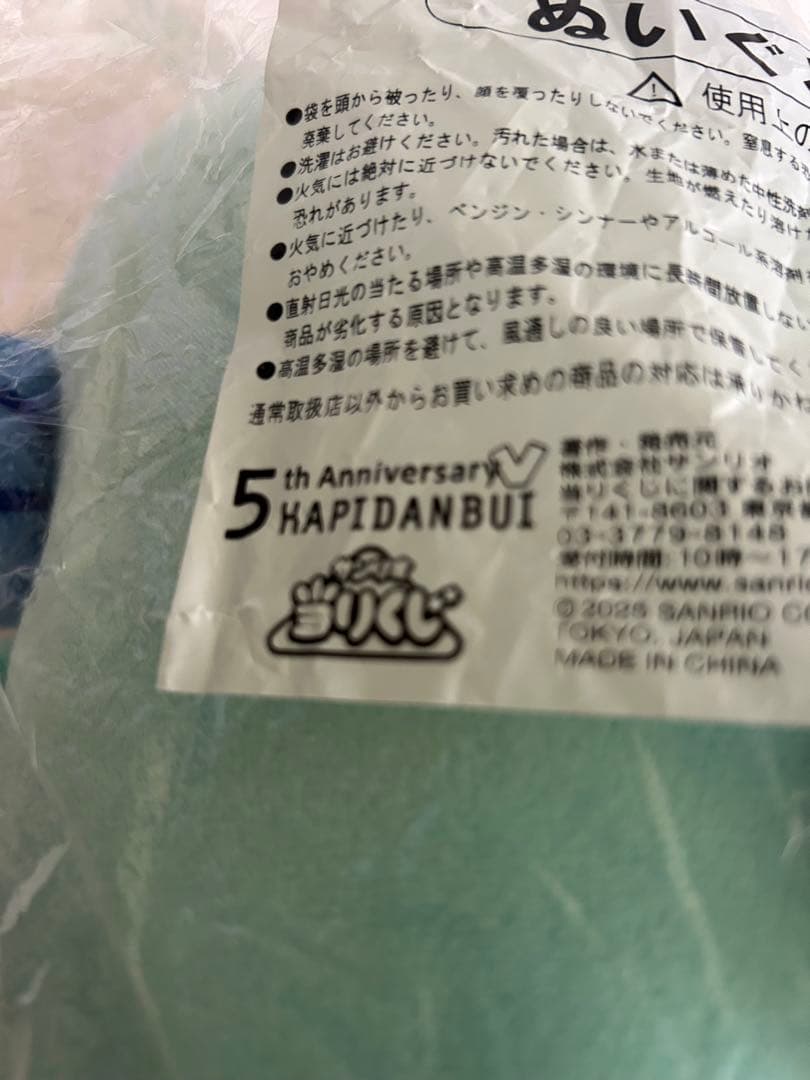 ぬいぐ
使用上の
●袋を頭から被ったり、顔を覆ったりしないでください。窒息する恐
廃棄してください。
●洗濯はお避けください。汚れた場合は、水または薄めた中性洗剤
●火気には絶対に近づけないでください。生地が燃えたり溶けた
恐れがあります。
●火気に近づけたり、ベンジン・シンナーやアルコール系溶剤
おやめください。
●直射日光の当たる場所や高温多湿の環境に長時間放置しない
商品が劣化する原因となります。
●高温多湿の場所を避けて、風通しの良い場所で保管してく
通常取扱店以外からお買い求めの商品の対応は承りかね
5th Anniversary
HAPIDANBUI
サンリオ
当りくじ
著作・発売元
株式会社サンリオ
当りくじに関するお
〒141-8603 東京都
03-3779-8148
受付時間:10時〜17
https://www.sanrio
©2025 SANRIO CO
TOKYO, JAPAN
MADE IN CHINA